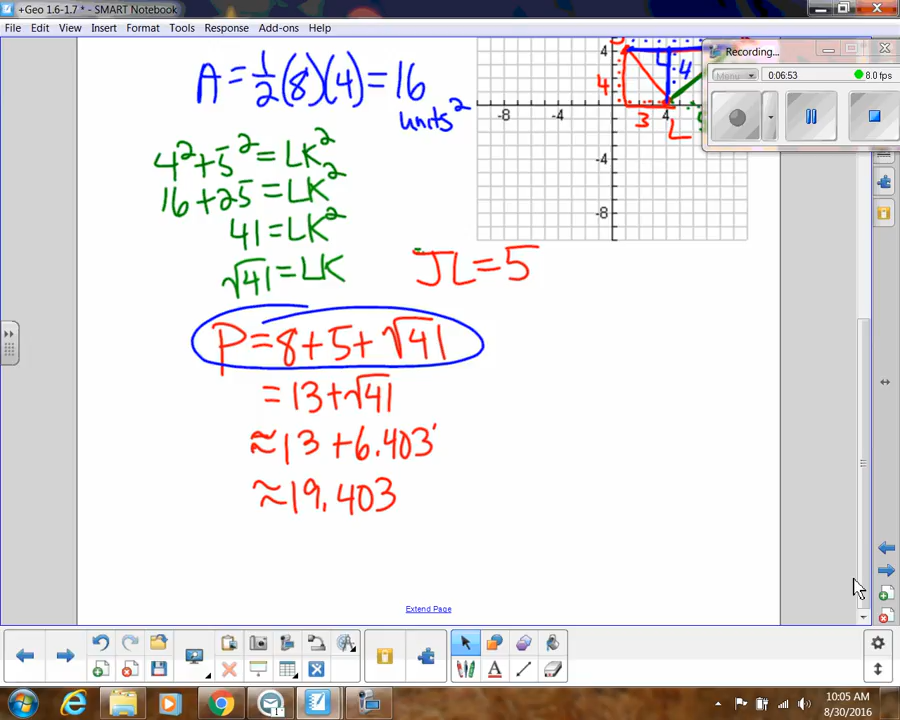 +Geo 1.6-1.7 * - SMART Notebook
File Edit View Insert Format Tools Response Add-ons Help
Recording...
Menu 0:06:53 8.0 fps
A = 1/2 (8)(4) = 16 units²
4² + 5² = LK²
16 + 25 = LK²
41 = LK²
√41 = LK
JL = 5
P = 8 + 5 + √41
= 13 + √41
≈ 13 + 6.403
≈ 19.403
4
4
4
4
3
L
-8
-4
4
-4
-8
Extend Page
10:05 AM
8/30/2016